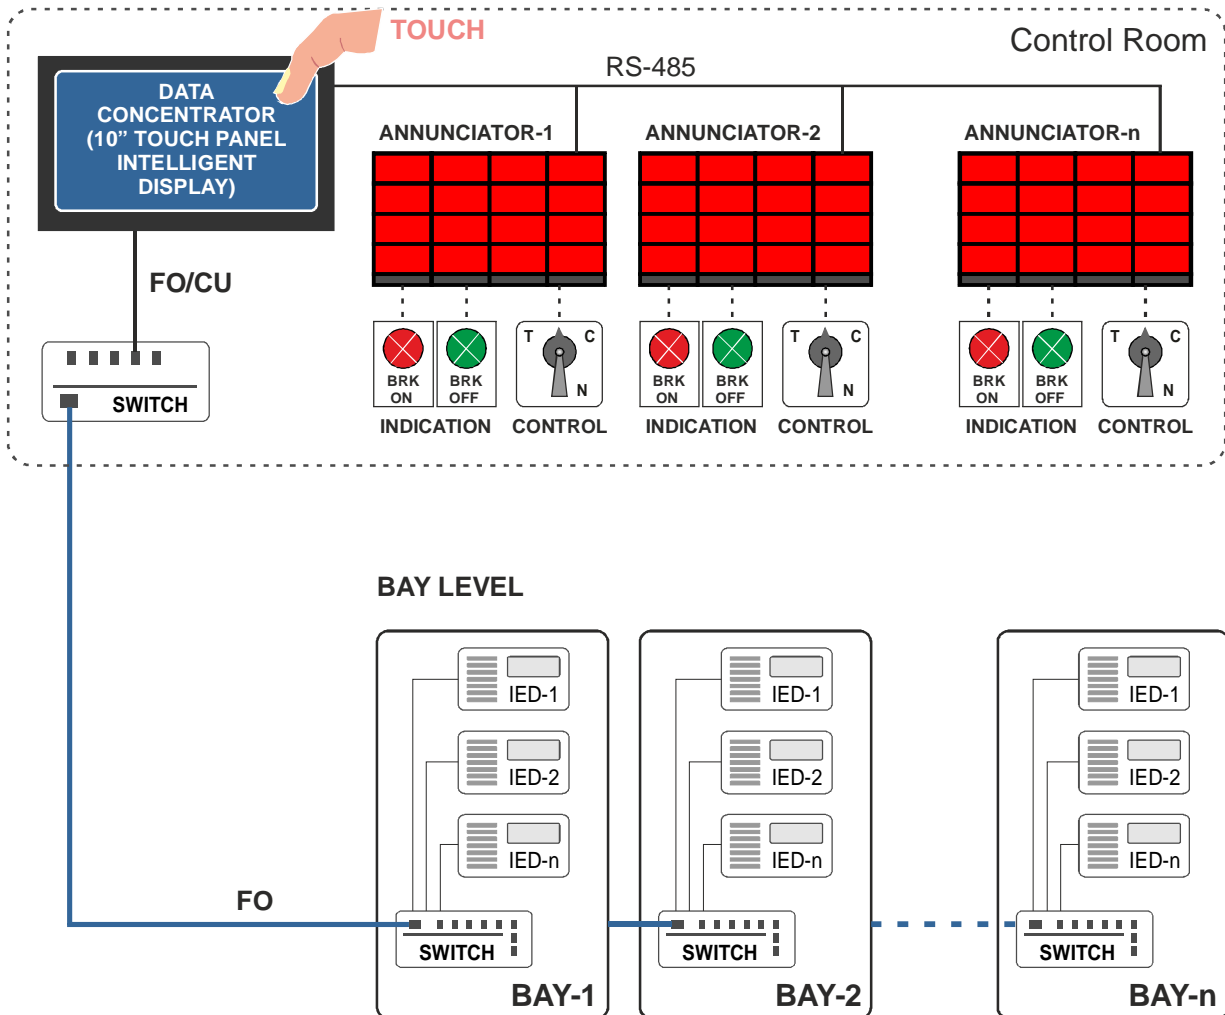 TOUCH
Control Room
RS-485
DATA
CONCENTRATOR
(10” TOUCH PANEL
INTELLIGENT
DISPLAY)
ANNUNCIATOR-1
ANNUNCIATOR-2
ANNUNCIATOR-n
FO/CU
SWITCH
BRK
ON
BRK
OFF
T
C
N
INDICATION
CONTROL
BRK
ON
BRK
OFF
T
C
N
INDICATION
CONTROL
BRK
ON
BRK
OFF
T
C
N
INDICATION
CONTROL
BAY LEVEL
IED-1
IED-2
IED-n
SWITCH
BAY-1
IED-1
IED-2
IED-n
SWITCH
BAY-2
IED-1
IED-2
IED-n
SWITCH
BAY-n
FO